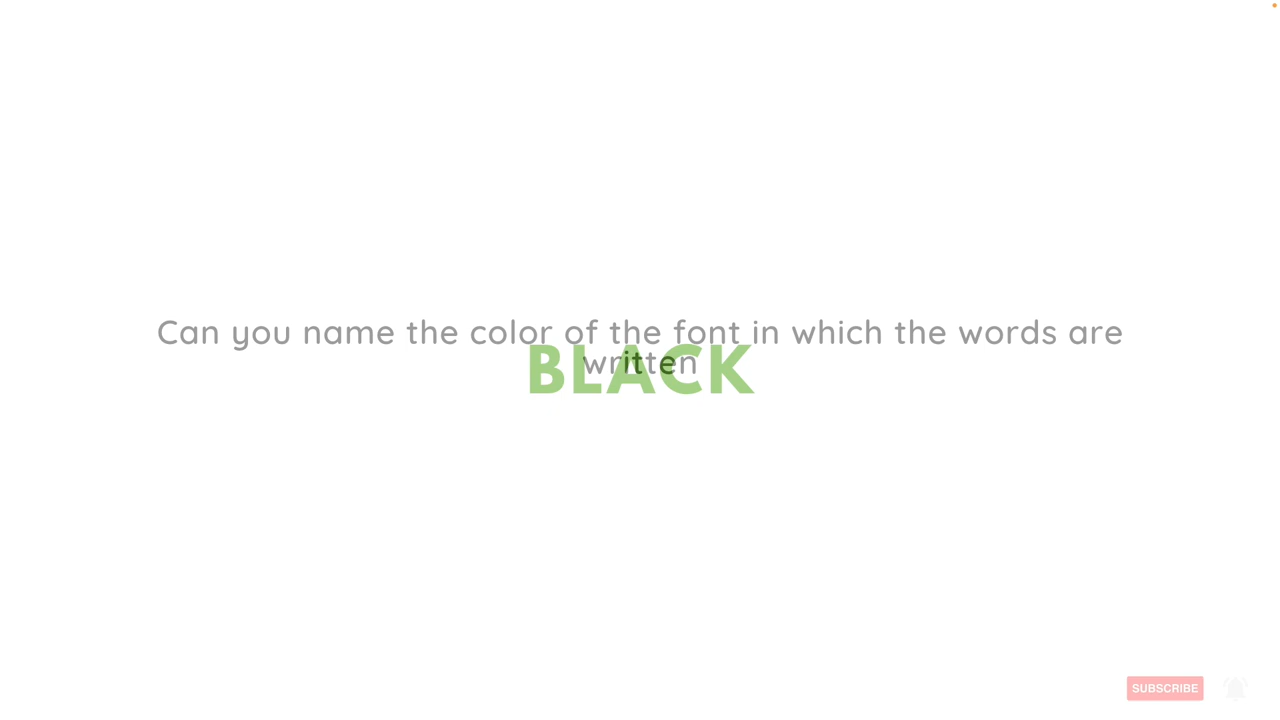 Can you name the color of the font in which the words are
written
BLACK
SUBSCRIBE